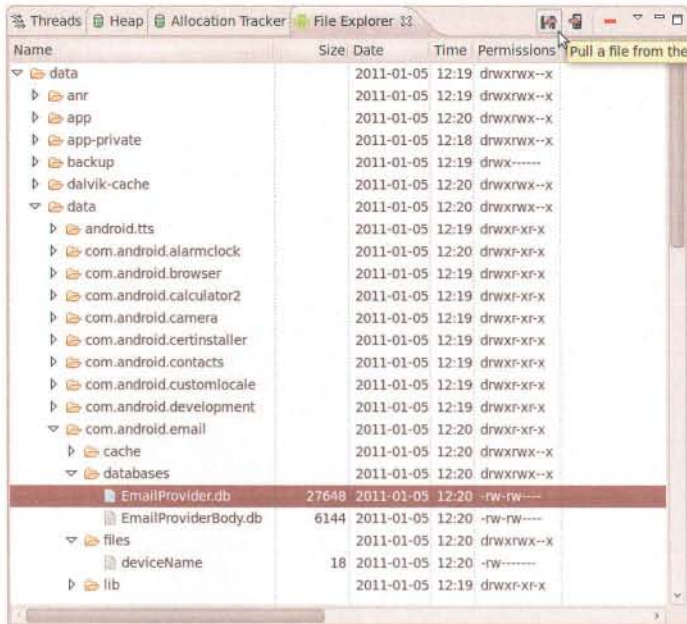 Threads Heap Allocation Tracker File Explorer
Pull a file from the
Name Size Date Time Permissions
data 2011-01-05 12:19 drwxrwx--x
anr 2011-01-05 12:19 drwxrwx--x
app 2011-01-05 12:20 drwxrwx--x
app-private 2011-01-05 12:18 drwxrwx--x
backup 2011-01-05 12:19 drwx------
dalvik-cache 2011-01-05 12:20 drwxrwx--x
data 2011-01-05 12:20 drwxrwx--x
android.tts 2011-01-05 12:19 drwxr-xr-x
com.android.alarmclock 2011-01-05 12:20 drwxr-xr-x
com.android.browser 2011-01-05 12:19 drwxr-xr-x
com.android.calculator2 2011-01-05 12:19 drwxr-xr-x
com.android.camera 2011-01-05 12:19 drwxr-xr-x
com.android.certinstaller 2011-01-05 12:19 drwxr-xr-x
com.android.contacts 2011-01-05 12:19 drwxr-xr-x
com.android.customlocale 2011-01-05 12:19 drwxr-xr-x
com.android.development 2011-01-05 12:19 drwxr-xr-x
com.android.email 2011-01-05 12:20 drwxr-xr-x
cache 2011-01-05 12:20 drwxrwx--x
databases 2011-01-05 12:20 drwxrwx--x
EmailProvider.db 27648 2011-01-05 12:20 -rw-rw----
EmailProviderBody.db 6144 2011-01-05 12:20 -rw-rw----
files 2011-01-05 12:20 drwxrwx--x
deviceName 18 2011-01-05 12:20 -rw-------
lib 2011-01-05 12:19 drwxr-xr-x